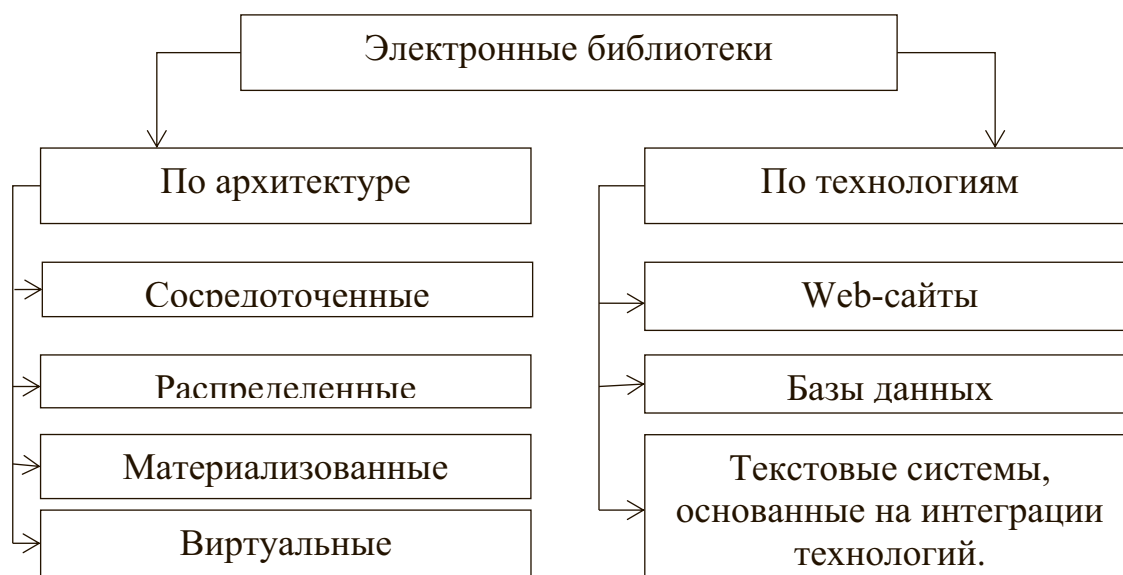 Электронные библиотеки
По архитектуре
Сосредоточенные
Распределенные
Материализованные
Виртуальные
По технологиям
Web-сайты
Базы данных
Текстовые системы,
основанные на интеграции
технологий.